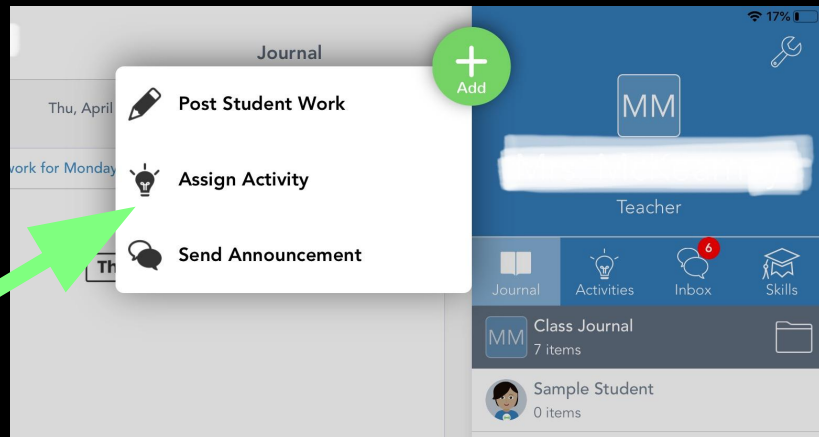 17%
Journal
Add
Thu, April
Post Student Work
MM
work for Monday
Assign Activity
Teacher
Send Announcement
Th
6
Journal
Activities
Inbox
Skills
MM
Class Journal
7 items
Sample Student
0 items